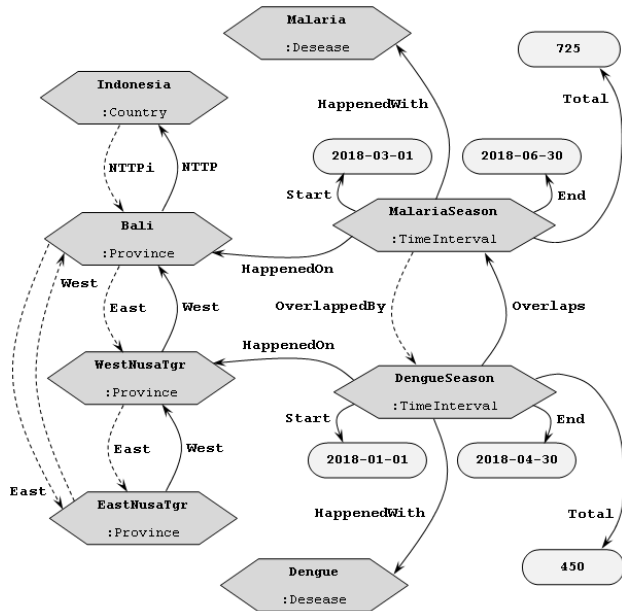 Malaria
:Desease
725
Indonesia
:Country
HappenedWith
Total
2018-03-01
2018-06-30
NTTPi
NTTP
Start
End
Bali
:Province
MalariaSeason
:TimeInterval
West
HappenedOn
East
West
OverlappedBy
Overlaps
HappenedOn
WestNusaTgr
:Province
DengueSeason
:TimeInterval
Start
End
East
West
2018-01-01
2018-04-30
East
EastNusaTgr
:Province
HappenedWith
Total
Dengue
:Desease
450